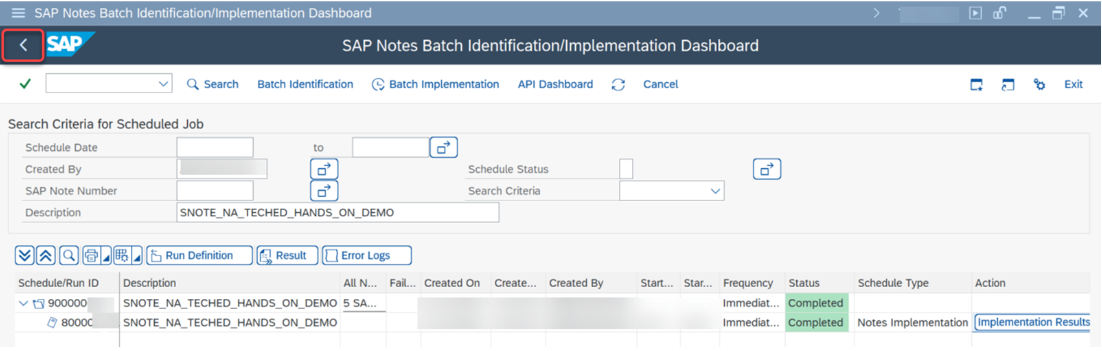 SAP Notes Batch Identification/Implementation Dashboard
SAP SAP Notes Batch Identification/Implementation Dashboard
Search Batch Identification Batch Implementation API Dashboard Cancel Exit
Search Criteria for Scheduled Job
Schedule Date to
Created By Schedule Status
SAP Note Number Search Criteria
Description SNOTE_NA_TECHED_HANDS_ON_DEMO
Run Definition Result Error Logs
Schedule/Run ID Description All N... Fail... Created On Create... Created By Start... Star... Frequency Status Schedule Type Action
900000 SNOTE_NA_TECHED_HANDS_ON_DEMO 5 SA... Immediat... Completed
80000 SNOTE_NA_TECHED_HANDS_ON_DEMO Immediat... Completed Notes Implementation Implementation Results